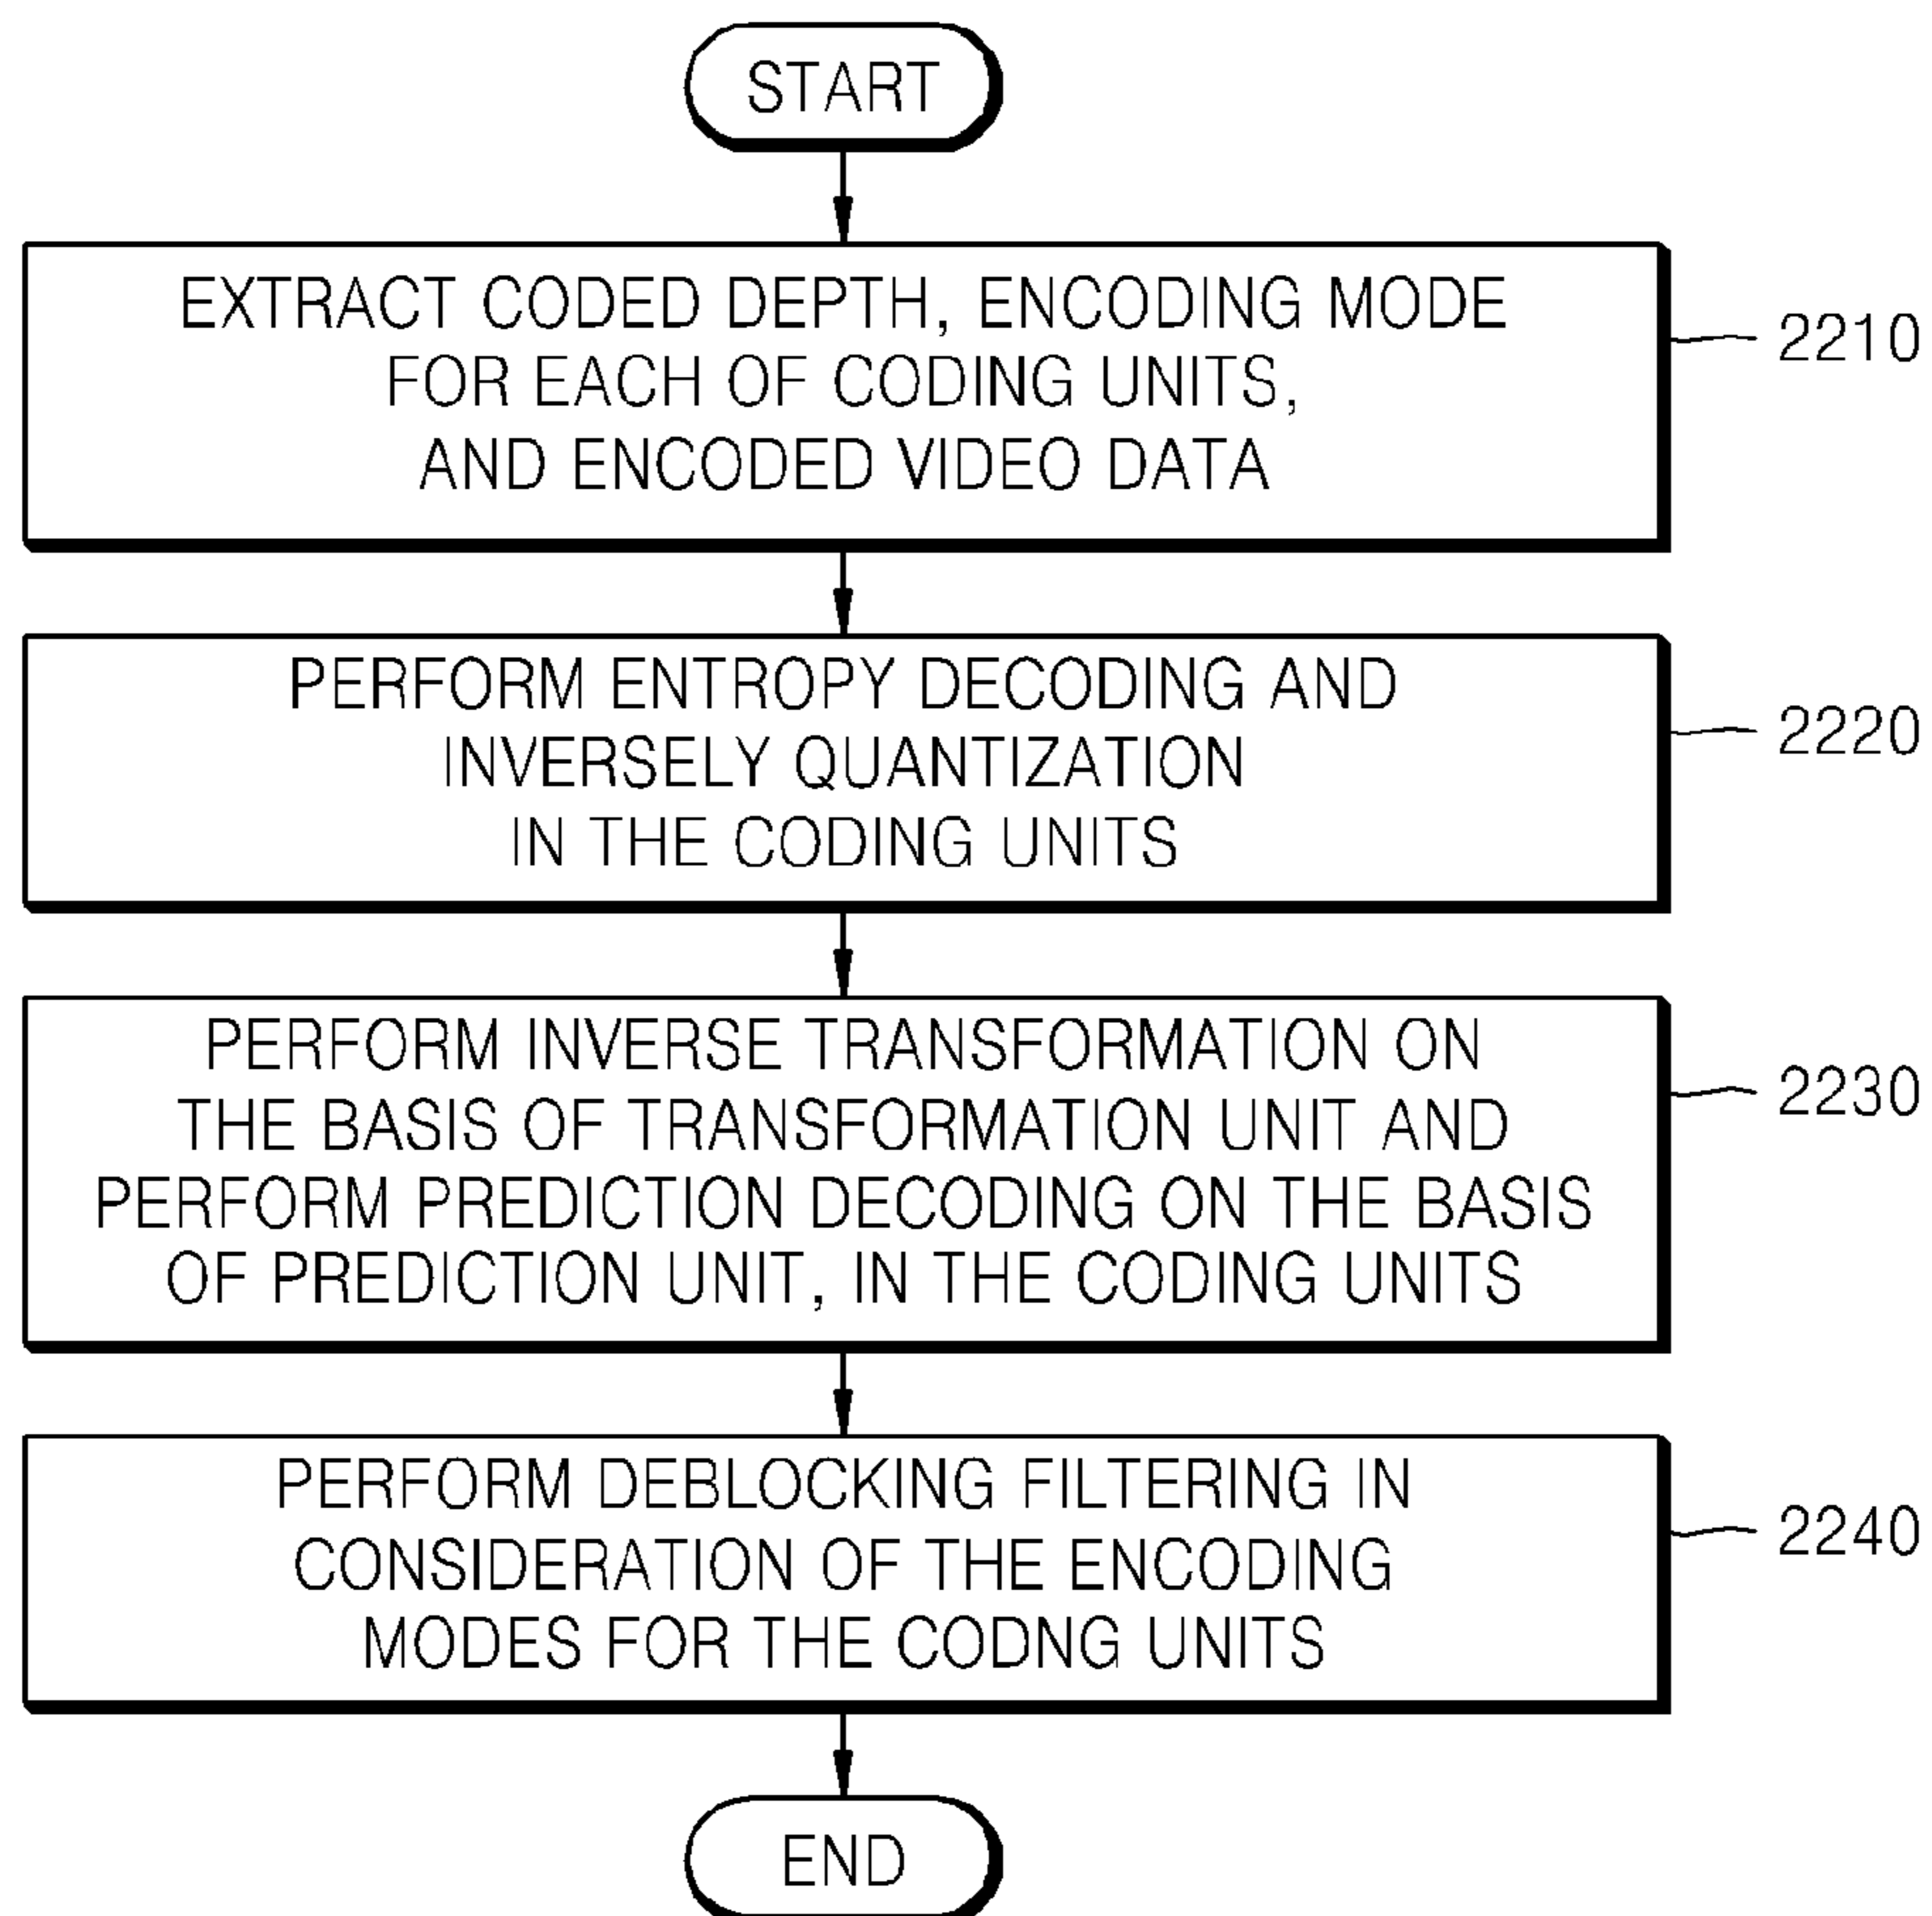 START
EXTRACT CODED DEPTH, ENCODING MODE
FOR EACH OF CODING UNITS,
AND ENCODED VIDEO DATA
2210
PERFORM ENTROPY DECODING AND
INVERSELY QUANTIZATION
IN THE CODING UNITS
2220
PERFORM INVERSE TRANSFORMATION ON
THE BASIS OF TRANSFORMATION UNIT AND
PERFORM PREDICTION DECODING ON THE BASIS
OF PREDICTION UNIT, IN THE CODING UNITS
2230
PERFORM DEBLOCKING FILTERING IN
CONSIDERATION OF THE ENCODING
MODES FOR THE CODNG UNITS
2240
END